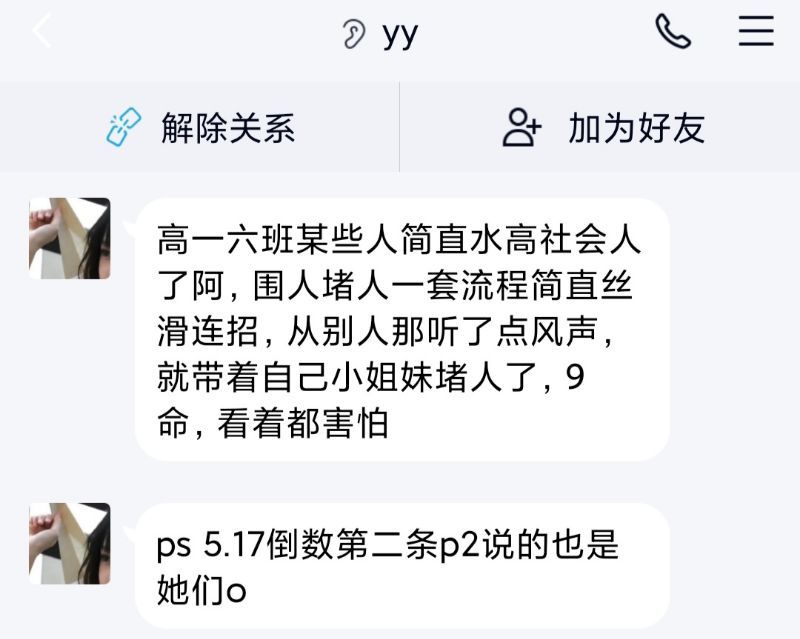 yy
解除关系
加为好友
高一六班某些人简直水高社会人
了阿，围人堵人一套流程简直丝
滑连招，从别人那听了点风声，
就带着自己小姐妹堵人了，9
命，看着都害怕
ps 5.17倒数第二条p2说的也是
她们o